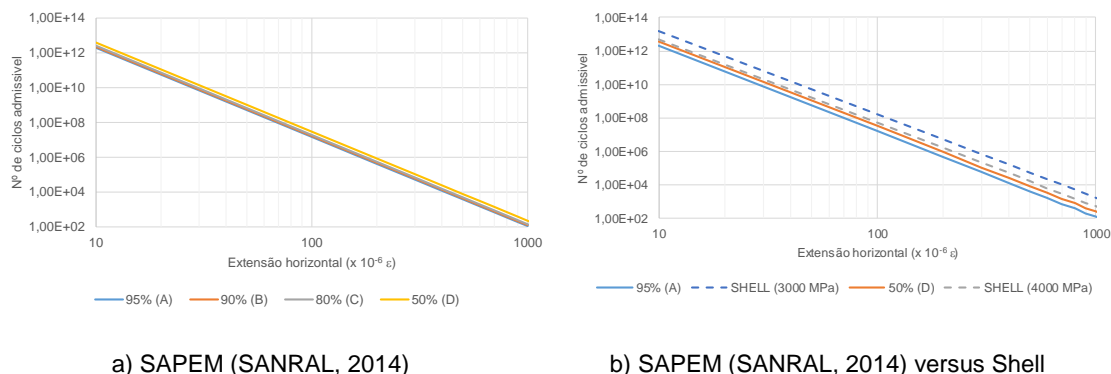 1,00E+14
1,00E+12
1,00E+10
1,00E+08
1,00E+06
1,00E+04
1,00E+02
Nº de ciclos admissivel
10 100 1000
Extensão horizontal (x 10⁻⁶ ε)
95% (A) 90% (B) 80% (C) 50% (D)
a) SAPEM (SANRAL, 2014)
1,00E+14
1,00E+12
1,00E+10
1,00E+08
1,00E+06
1,00E+04
1,00E+02
Nº de ciclos admissivel
10 100 1000
Extensão horizontal (x 10⁻⁶ ε)
95% (A) SHELL (3000 MPa) 50% (D) SHELL (4000 MPa)
b) SAPEM (SANRAL, 2014) versus Shell